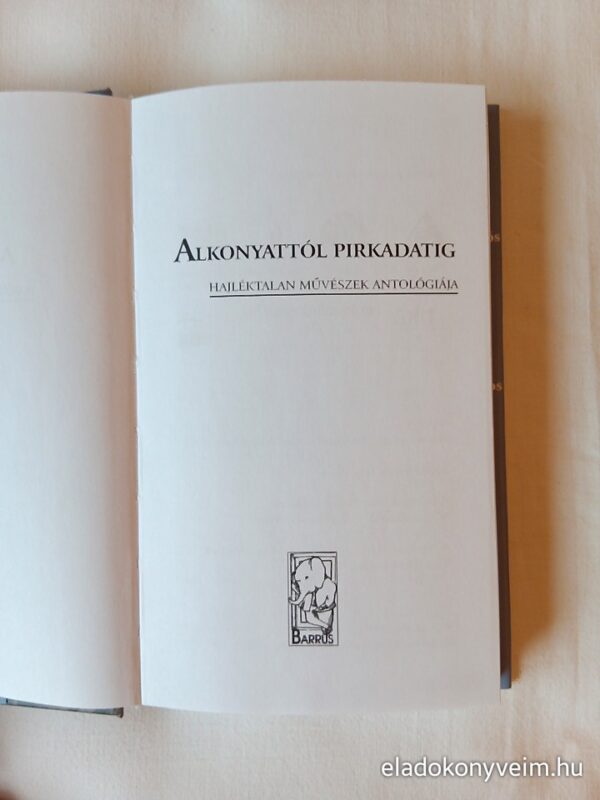 ALKONYATTÓL PIRKADATIG
HAJLÉKTALAN MŰVÉSZEK ANTOLÓGIÁJA
BARRUS
eladokonyveim.hu